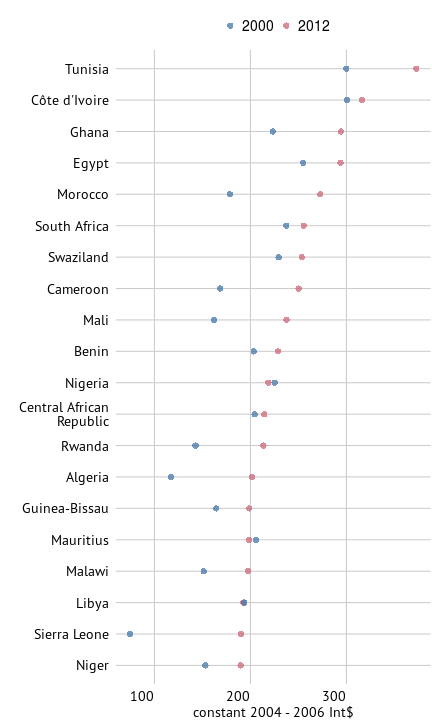 2000 2012
Tunisia
Côte d'Ivoire
Ghana
Egypt
Morocco
South Africa
Swaziland
Cameroon
Mali
Benin
Nigeria
Central African
Republic
Rwanda
Algeria
Guinea-Bissau
Mauritius
Malawi
Libya
Sierra Leone
Niger
100 200 300
constant 2004 - 2006 Int$